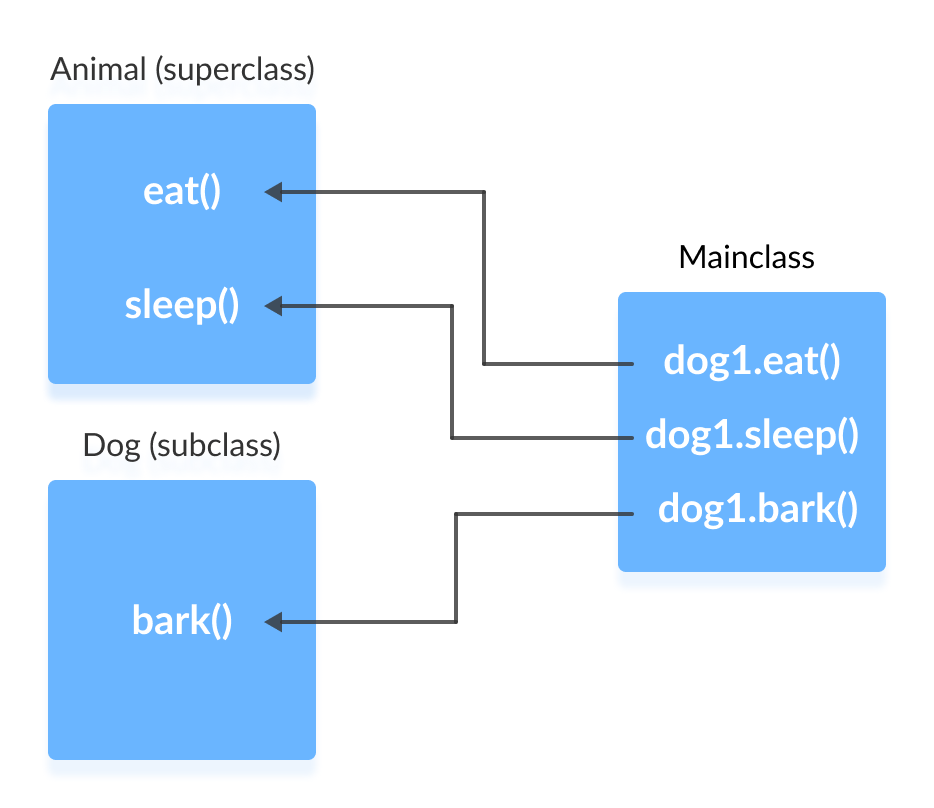 Animal (superclass)
eat()
sleep()
Dog (subclass)
bark()
Mainclass
dog1.eat()
dog1.sleep()
dog1.bark()